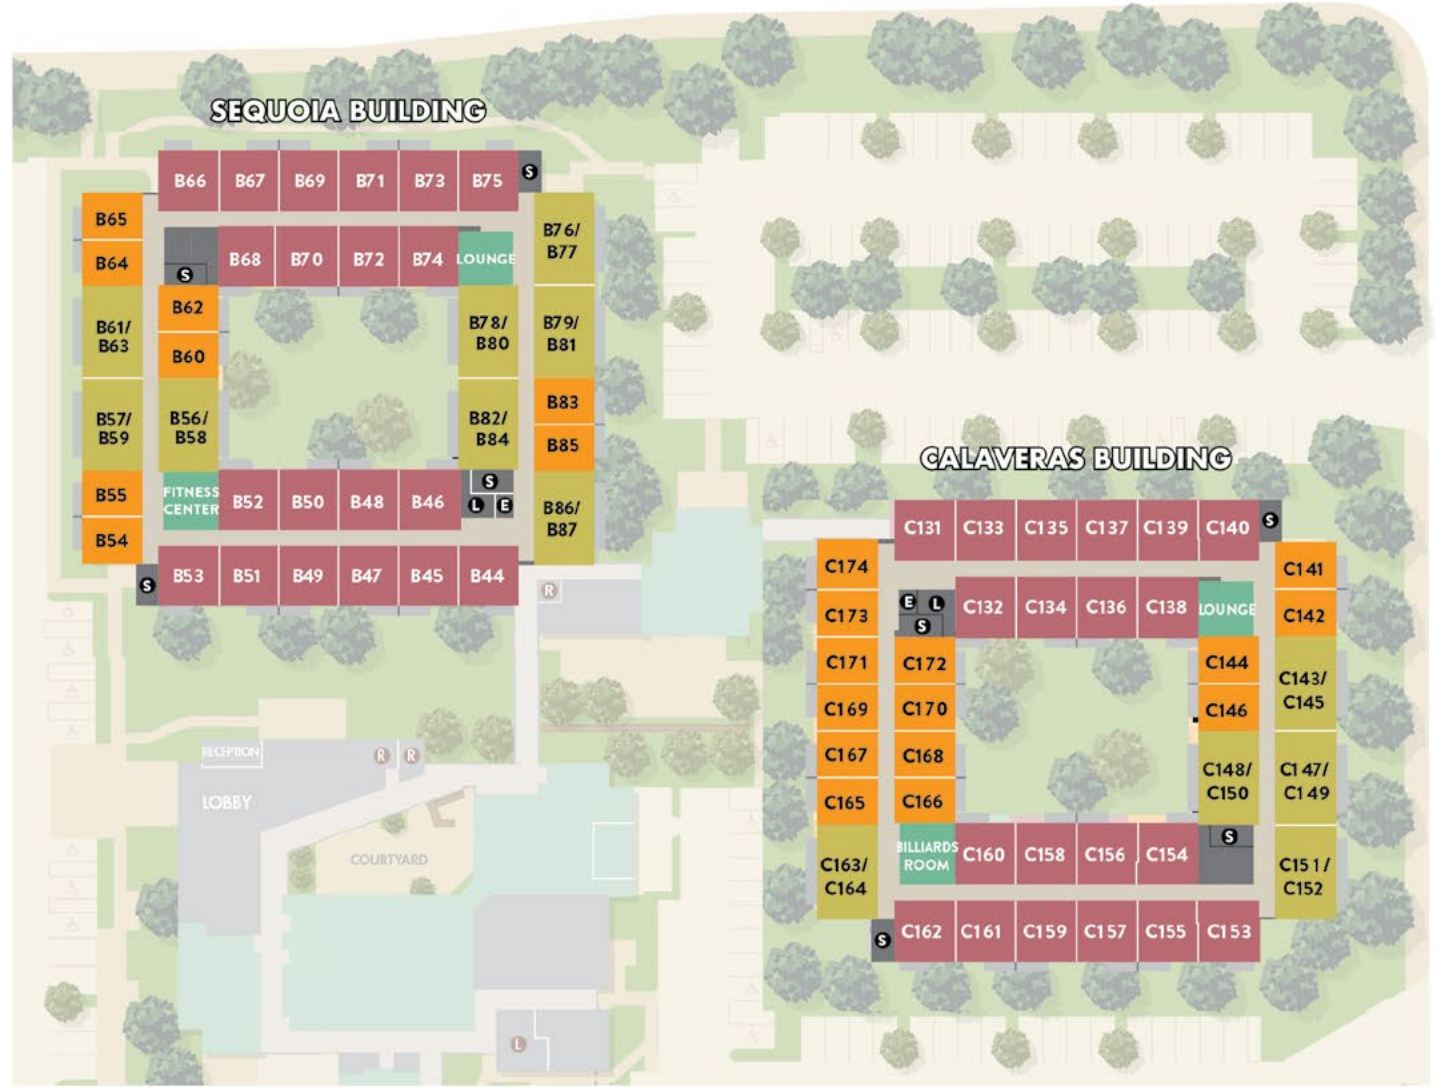 SEQUOIA BUILDING
B66 B67 B69 B71 B73 B75 S
B65
B64
S
B68 B70 B72 B74 LOUNGE
B76/
B77
B62
B60
B61/
B63
B78/
B80
B79/
B81
B57/
B59
B56/
B58
B82/
B84
B83
B85
B55
B54
FITNESS
CENTER
B52 B50 B48 B46
S
L E
B86/
B87
S
B53 B51 B49 B47 B45 B44
R
CALAVERAS BUILDING
C131 C133 C135 C137 C139 C140 S
C174
C173
E L
S
C132 C134 C136 C138 LOUNGE
C141
C142
C171
C169
C167
C165
C172
C170
C168
C166
C144
C146
C143/
C145
C148/
C150
C147/
C149
C163/
C164
BILLIARDS
ROOM
C160 C158 C156 C154
S
C151/
C152
S
C162 C161 C159 C157 C155 C153
RECEPTION
R R
LOBBY
COURTYARD
L